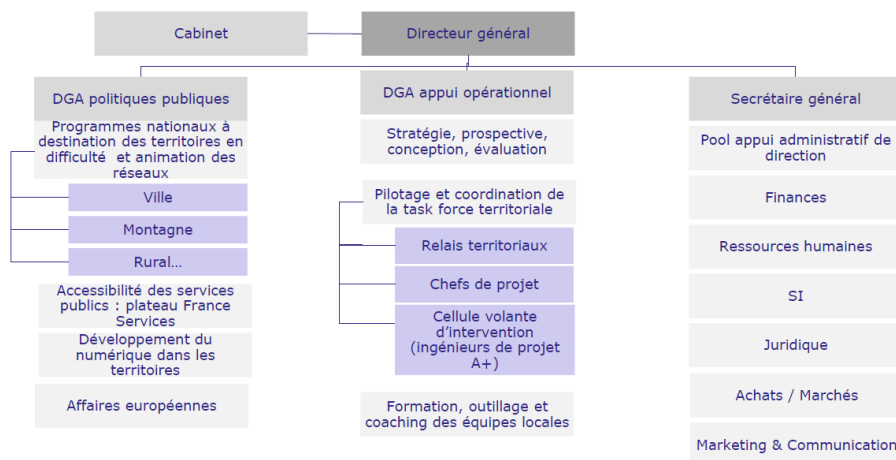 Cabinet
Directeur général
DGA politiques publiques
Programmes nationaux à
destination des territoires en
difficulté et animation des
réseaux
Ville
Montagne
Rural...
Accessibilité des services
publics : plateau France
Services
Développement du
numérique dans les
territoires
Affaires européennes
DGA appui opérationnel
Stratégie, prospective,
conception, évaluation
Pilotage et coordination de
la task force territoriale
Relais territoriaux
Chefs de projet
Cellule volante
d'intervention
(ingénieurs de projet
A+)
Formation, outillage et
coaching des équipes locales
Secrétaire général
Pool appui administratif de
direction
Finances
Ressources humaines
SI
Juridique
Achats / Marchés
Marketing & Communication